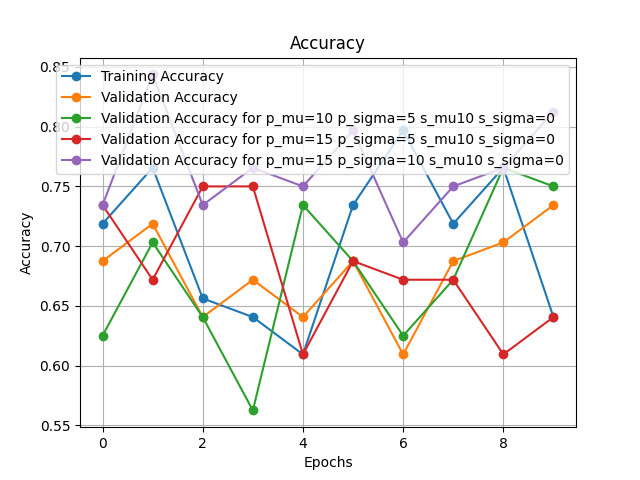 Accuracy
0.85
Training Accuracy
Validation Accuracy
Validation Accuracy for p_mu=10 p_sigma=5 s_mu10 s_sigma=0
0.80
Validation Accuracy for p_mu=15 p_sigma=5 s_mu10 s_sigma=0
Validation Accuracy for p_mu=15 p_sigma=10 s_mu10 s_sigma=0
0.75
0.70
Accuracy
0.65
0.60
0.55
0 2 4 6 8
Epochs